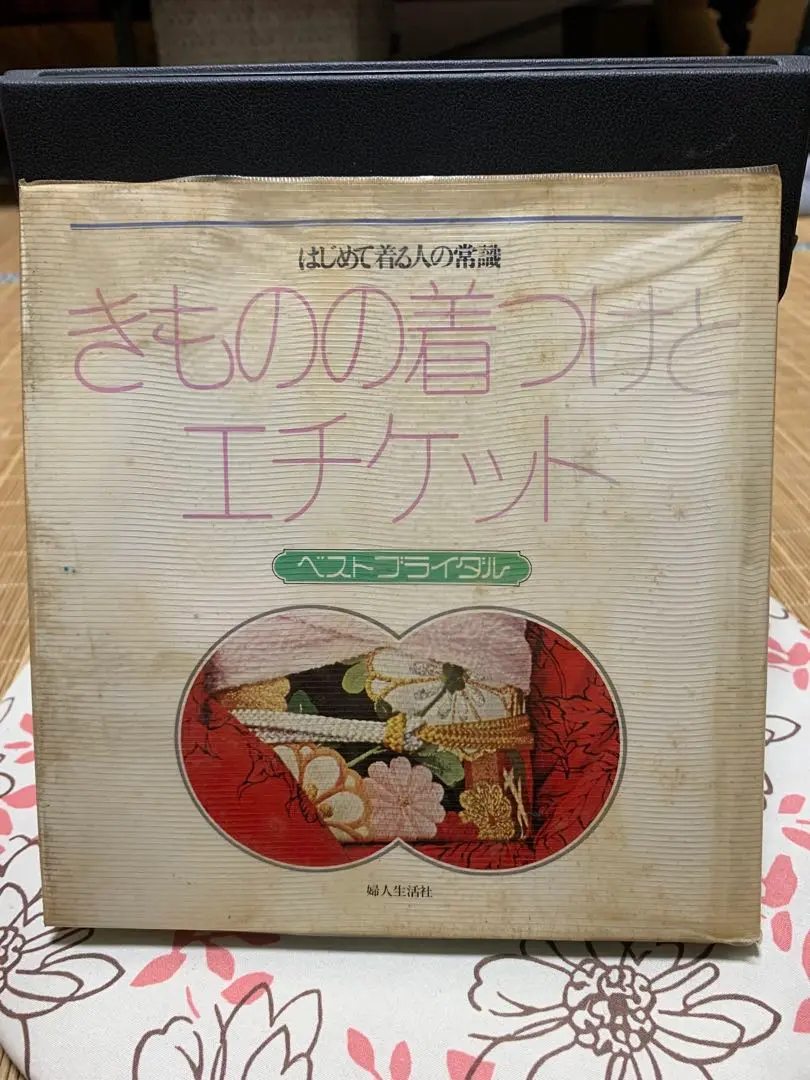 はじめて着る人の常識
きものの着つけと
エチケット
ベストブライダル
婦人生活社